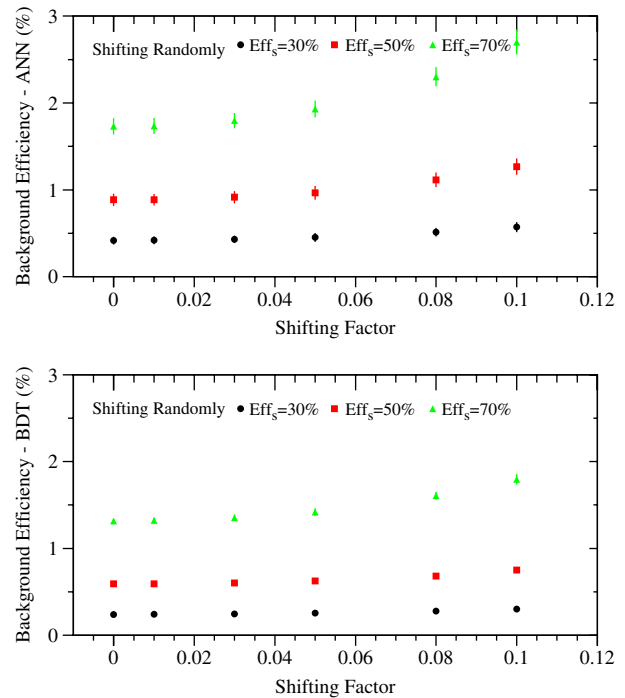 3
Shifting Randomly Eff_s=30% Eff_s=50% Eff_s=70%
2
1
0
Background Efficiency - ANN (%)
0 0.02 0.04 0.06 0.08 0.1 0.12
Shifting Factor
3
Shifting Randomly Eff_s=30% Eff_s=50% Eff_s=70%
2
1
0
Background Efficiency - BDT (%)
0 0.02 0.04 0.06 0.08 0.1 0.12
Shifting Factor